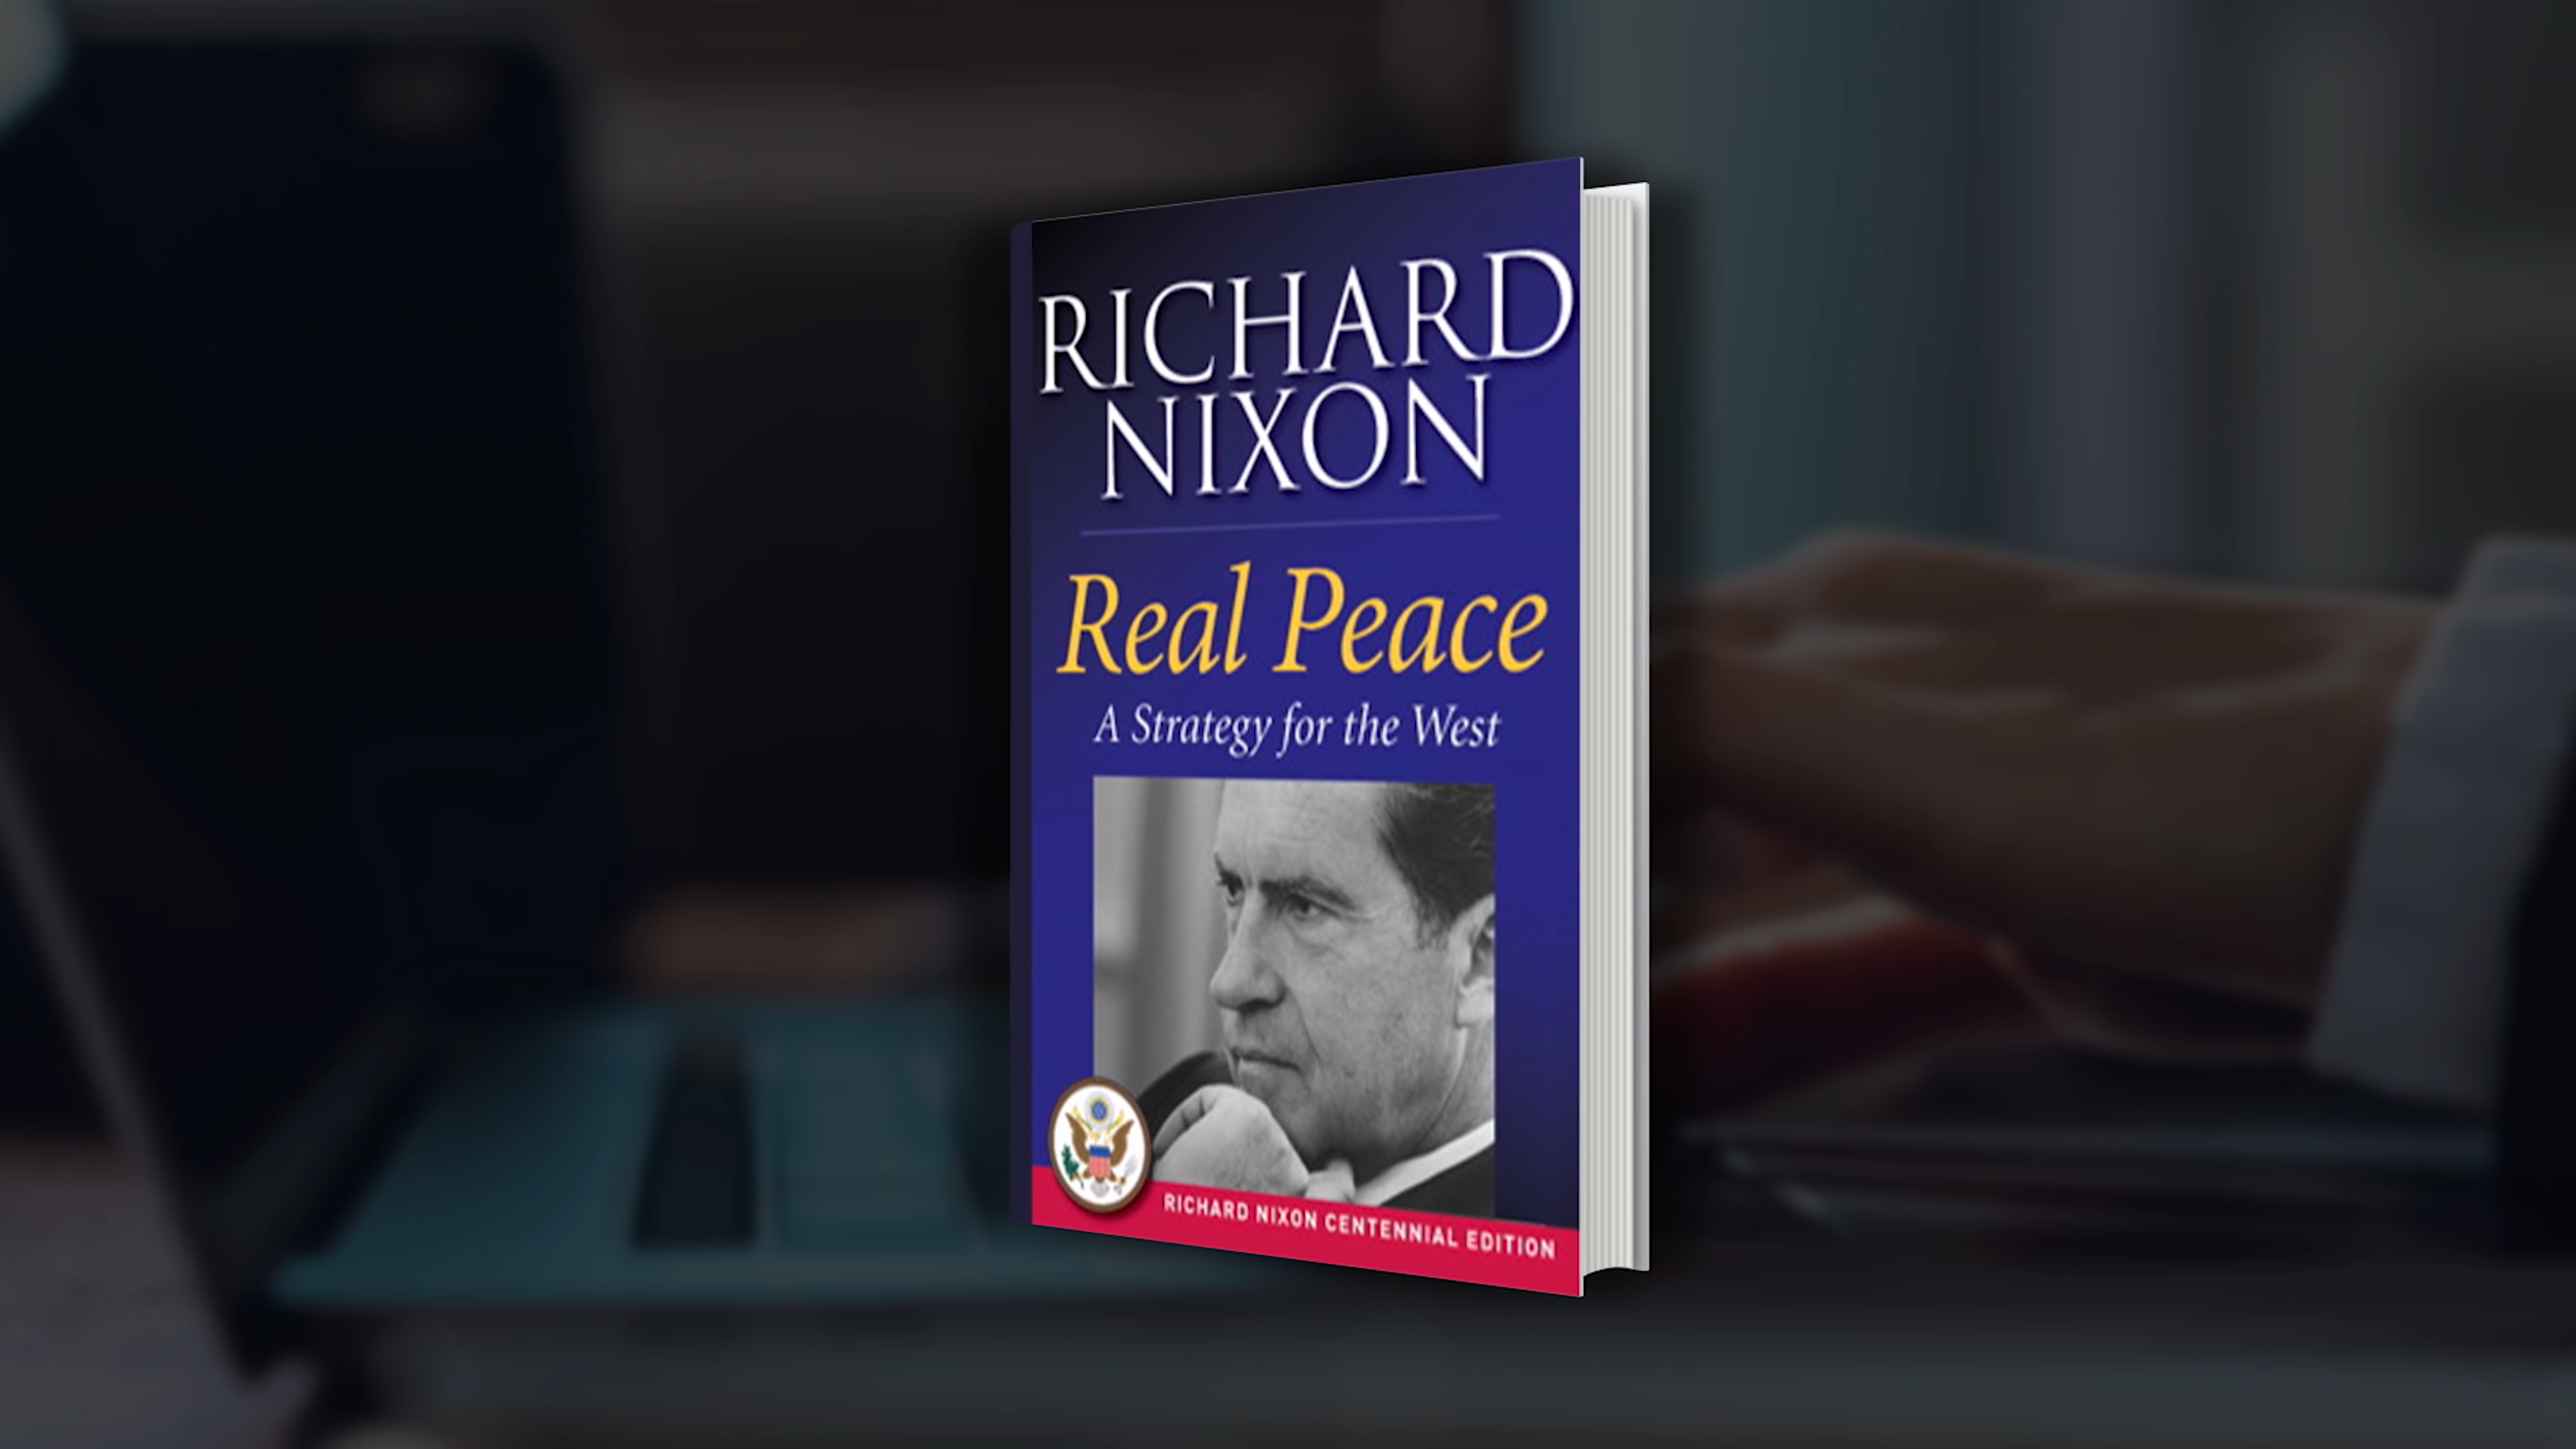 RICHARD
NIXON
Real Peace
A Strategy for the West
RICHARD NIXON CENTENNIAL EDITION